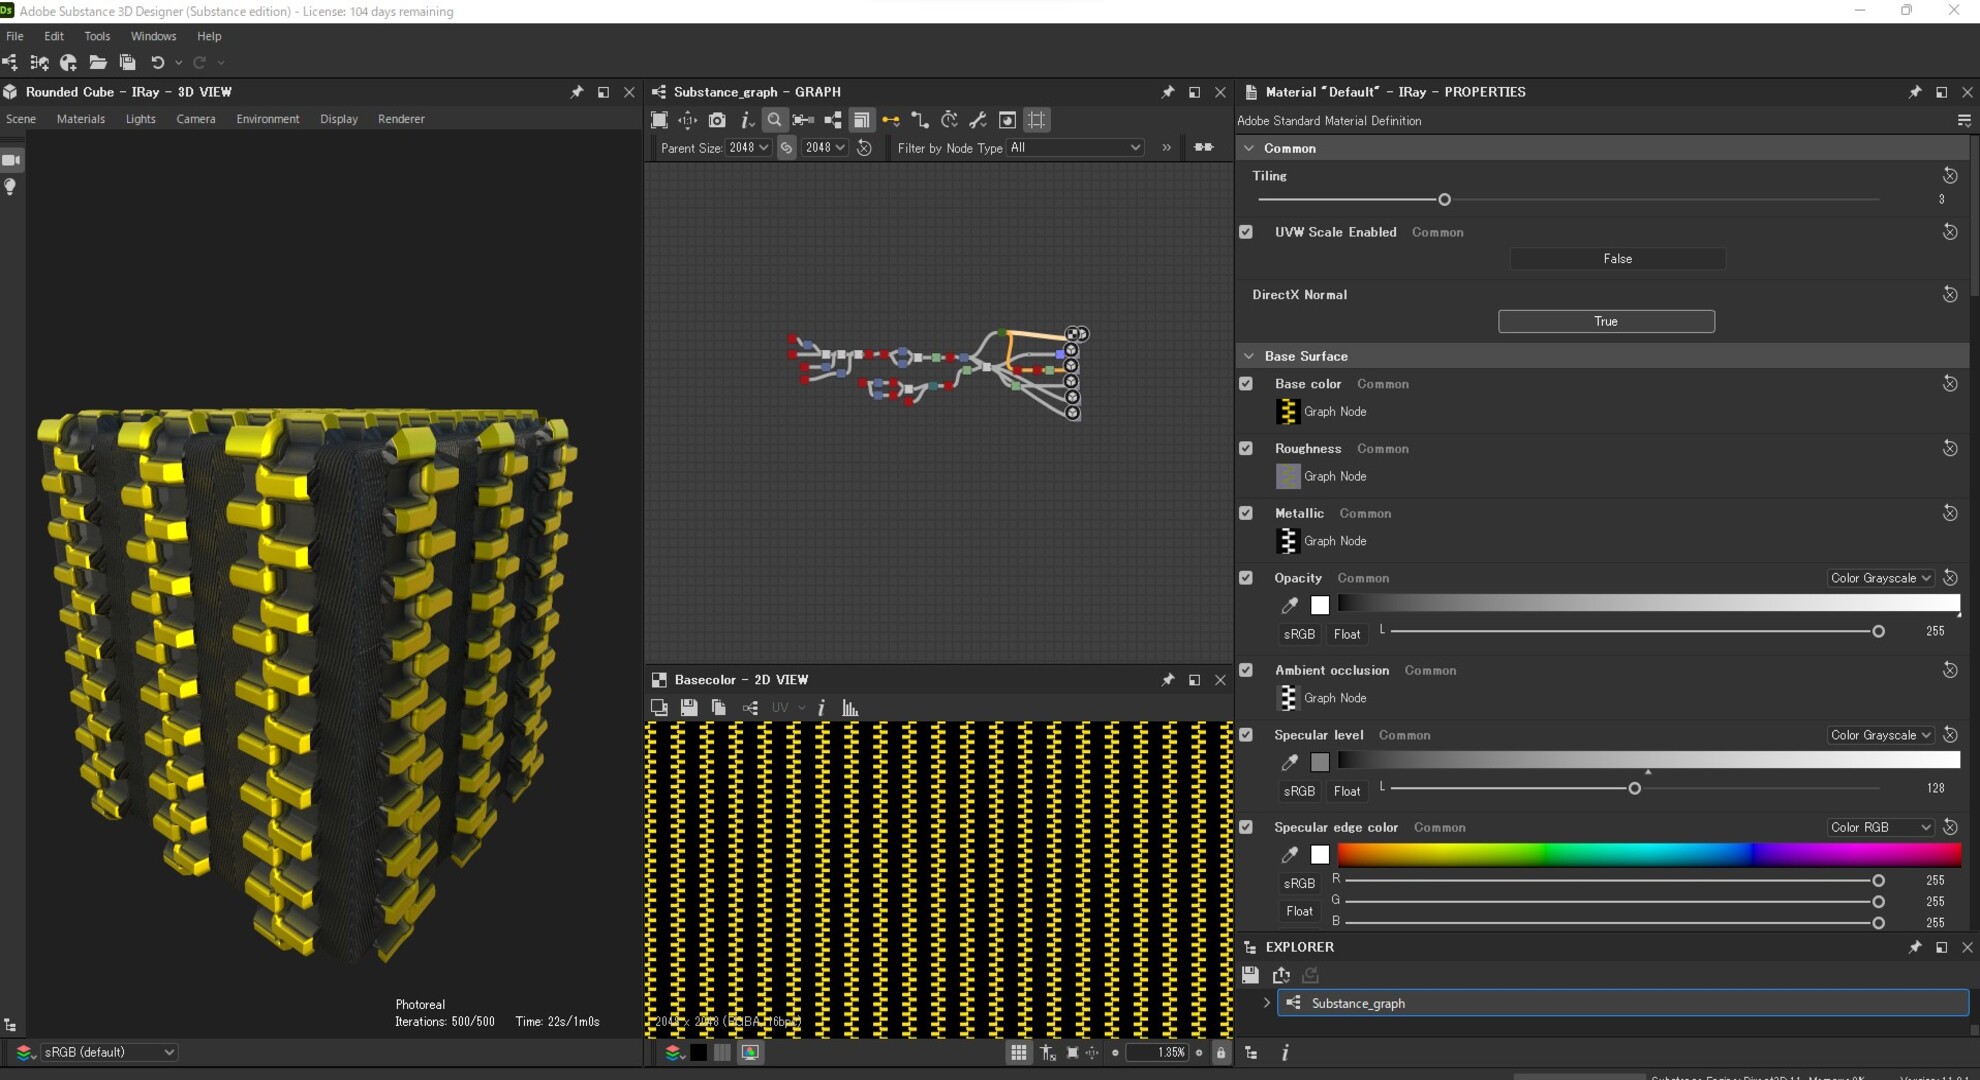 Ds Adobe Substance 3D Designer (Substance edition) - License: 104 days remaining
File Edit Tools Windows Help
Rounded Cube - IRay - 3D VIEW
Scene Materials Lights Camera Environment Display Renderer
Photoreal
Iterations: 500/500 Time: 22s/1m0s
sRGB (default)
Substance_graph - GRAPH
Parent Size: 2048 2048 Filter by Node Type All »
Basecolor - 2D VIEW
UV
2048 x 2048 (RGBA, 16bpc)
1.35%
Material "Default" - IRay - PROPERTIES
Adobe Standard Material Definition
Common
Tiling
3
UVW Scale Enabled Common
False
DirectX Normal
True
Base Surface
Base color Common
Graph Node
Roughness Common
Graph Node
Metallic Common
Graph Node
Opacity Common Color Grayscale
sRGB Float L 255
Ambient occlusion Common
Graph Node
Specular level Common Color Grayscale
sRGB Float L 128
Specular edge color Common Color RGB
sRGB R 255
G 255
Float
B 255
EXPLORER
Substance_graph